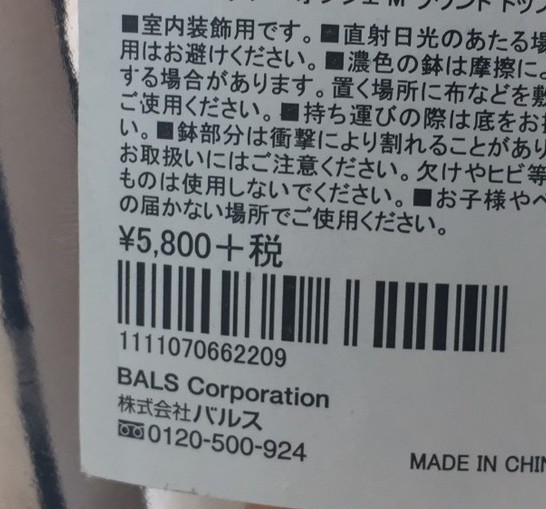 ■室内装飾用です。■直射日光のあたる場
用はお避けください。■濃色の鉢は摩擦によ
する場合があります。置く場所に布などを敷
ご使用ください。■持ち運びの際は底をお持
い。■鉢部分は衝撃により割れることがあり
お取扱いにはご注意ください。欠けやヒビ等
ものは使用しないでください。■お子様やペ
の届かない場所でご使用ください。
¥5,800+税
1111070662209
BALS Corporation
株式会社バルス
0120-500-924
MADE IN CHIN